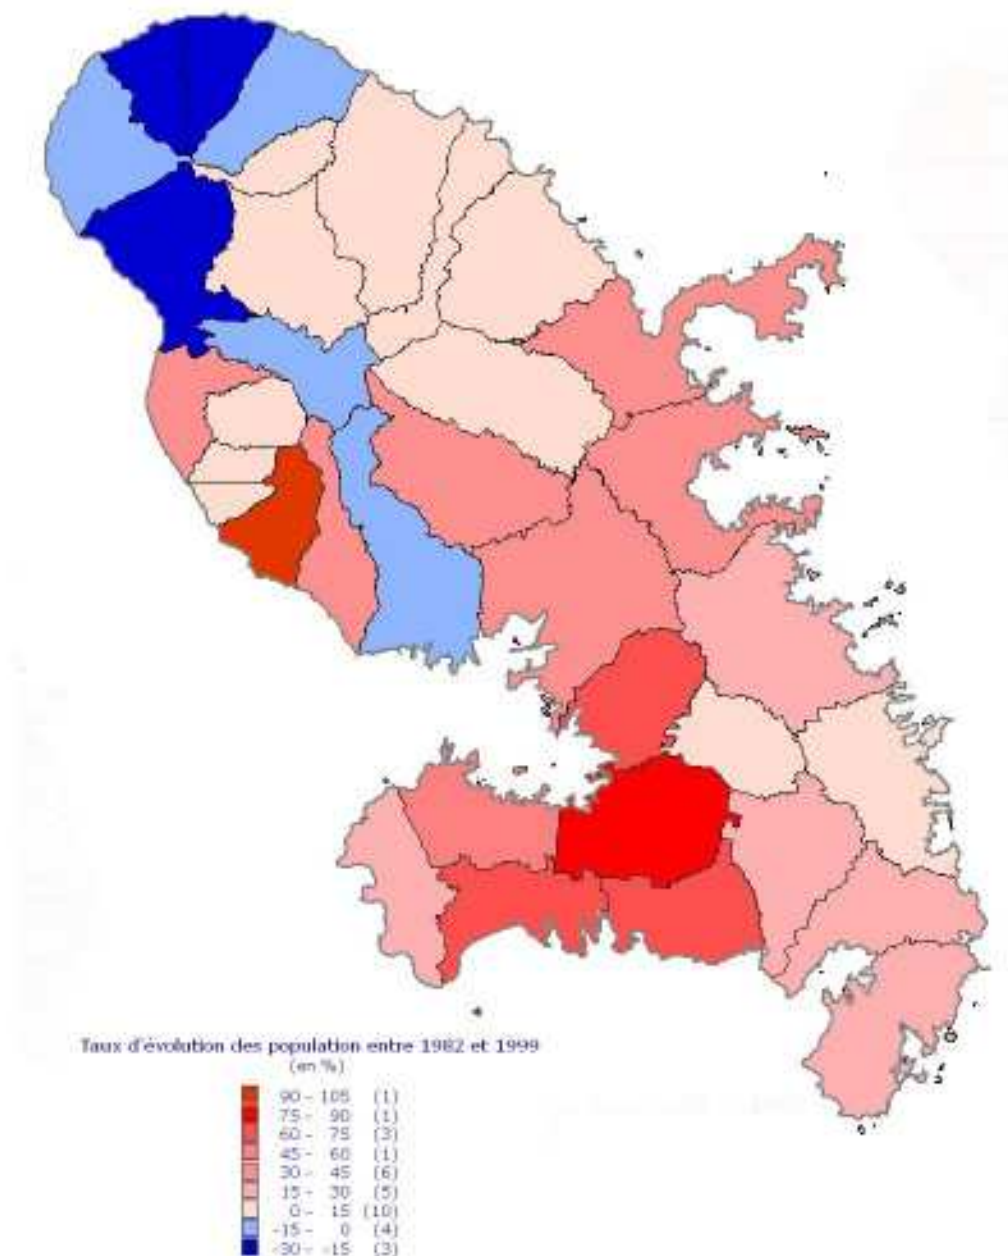 Taux d'évolution des population entre 1982 et 1999
(en %)
90 - 105 (1)
75 - 90 (1)
60 - 75 (3)
45 - 60 (1)
30 - 45 (6)
15 - 30 (5)
0 - 15 (10)
-15 - 0 (4)
-30 - -15 (3)